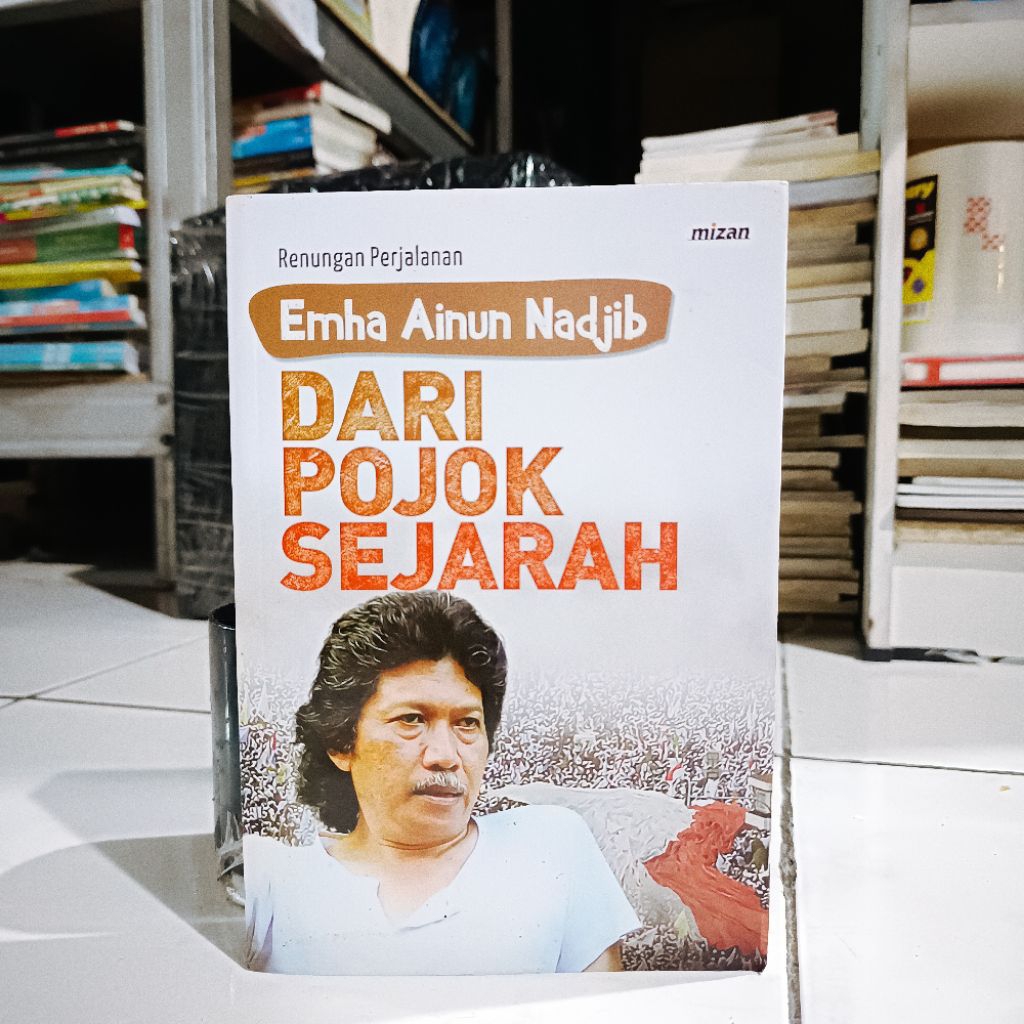 mizan
Renungan Perjalanan
Emha Ainun Nadjib
DARI
POJOK
SEJARAH